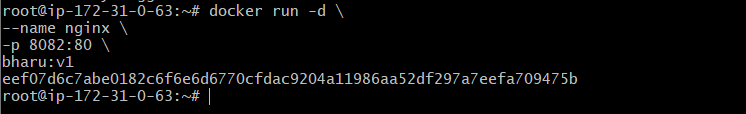 root@ip-172-31-0-63:~# docker run -d \
--name nginx \
-p 8082:80 \
bharu:v1
eef07d6c7abe0182c6f6e6d6770cfdac9204a11986aa52df297a7eefa709475b
root@ip-172-31-0-63:~#